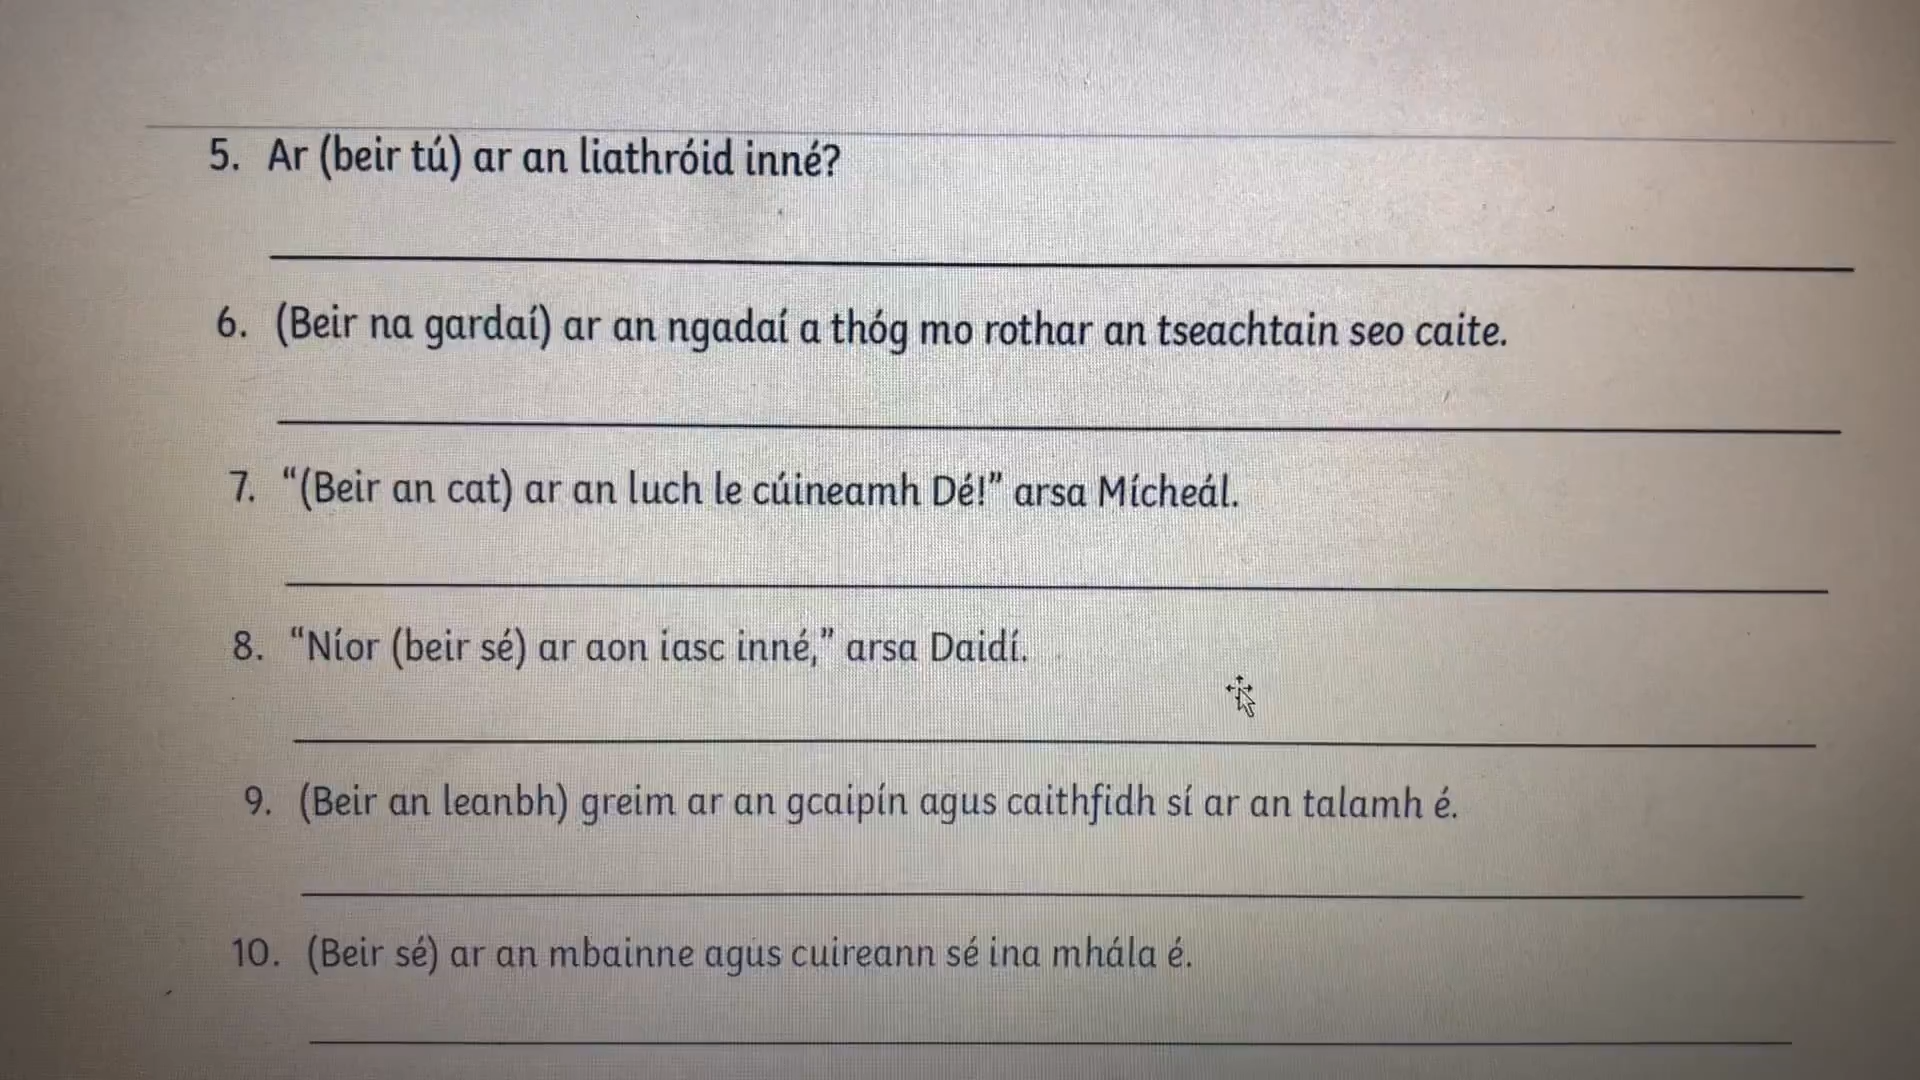 5. Ar (beir tú) ar an liathróid inné?
6. (Beir na gardaí) ar an ngadaí a thóg mo rothar an tseachtain seo caite.
7. “(Beir an cat) ar an luch le cúineamh Dé!” arsa Mícheál.
8. “Níor (beir sé) ar aon iasc inné,” arsa Daidí.
9. (Beir an leanbh) greim ar an gcaipín agus caithfidh sí ar an talamh é.
10. (Beir sé) ar an mbainne agus cuireann sé ina mhála é.